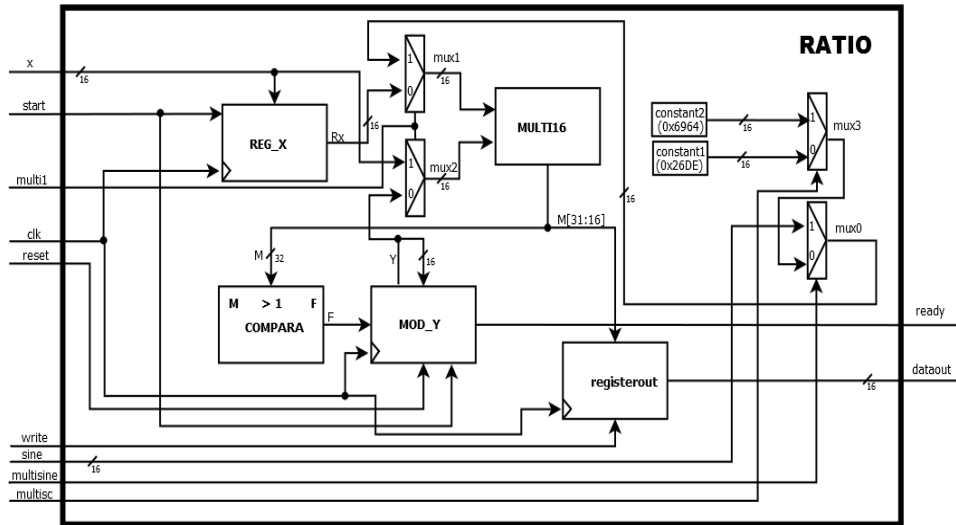 RATIO
x
16
start
multi1
clk
reset
write
sine
16
multisine
multisc
REG_X
Rx
16
1
0
mux1
16
1
0
mux2
16
MULTI16
16
constant2
(0x6964)
16
constant1
(0x26DE)
16
1
0
mux3
1
0
mux0
M[31:16]
M
32
Y
16
M > 1 F
COMPARA
F
MOD_Y
ready
registerout
dataout
16